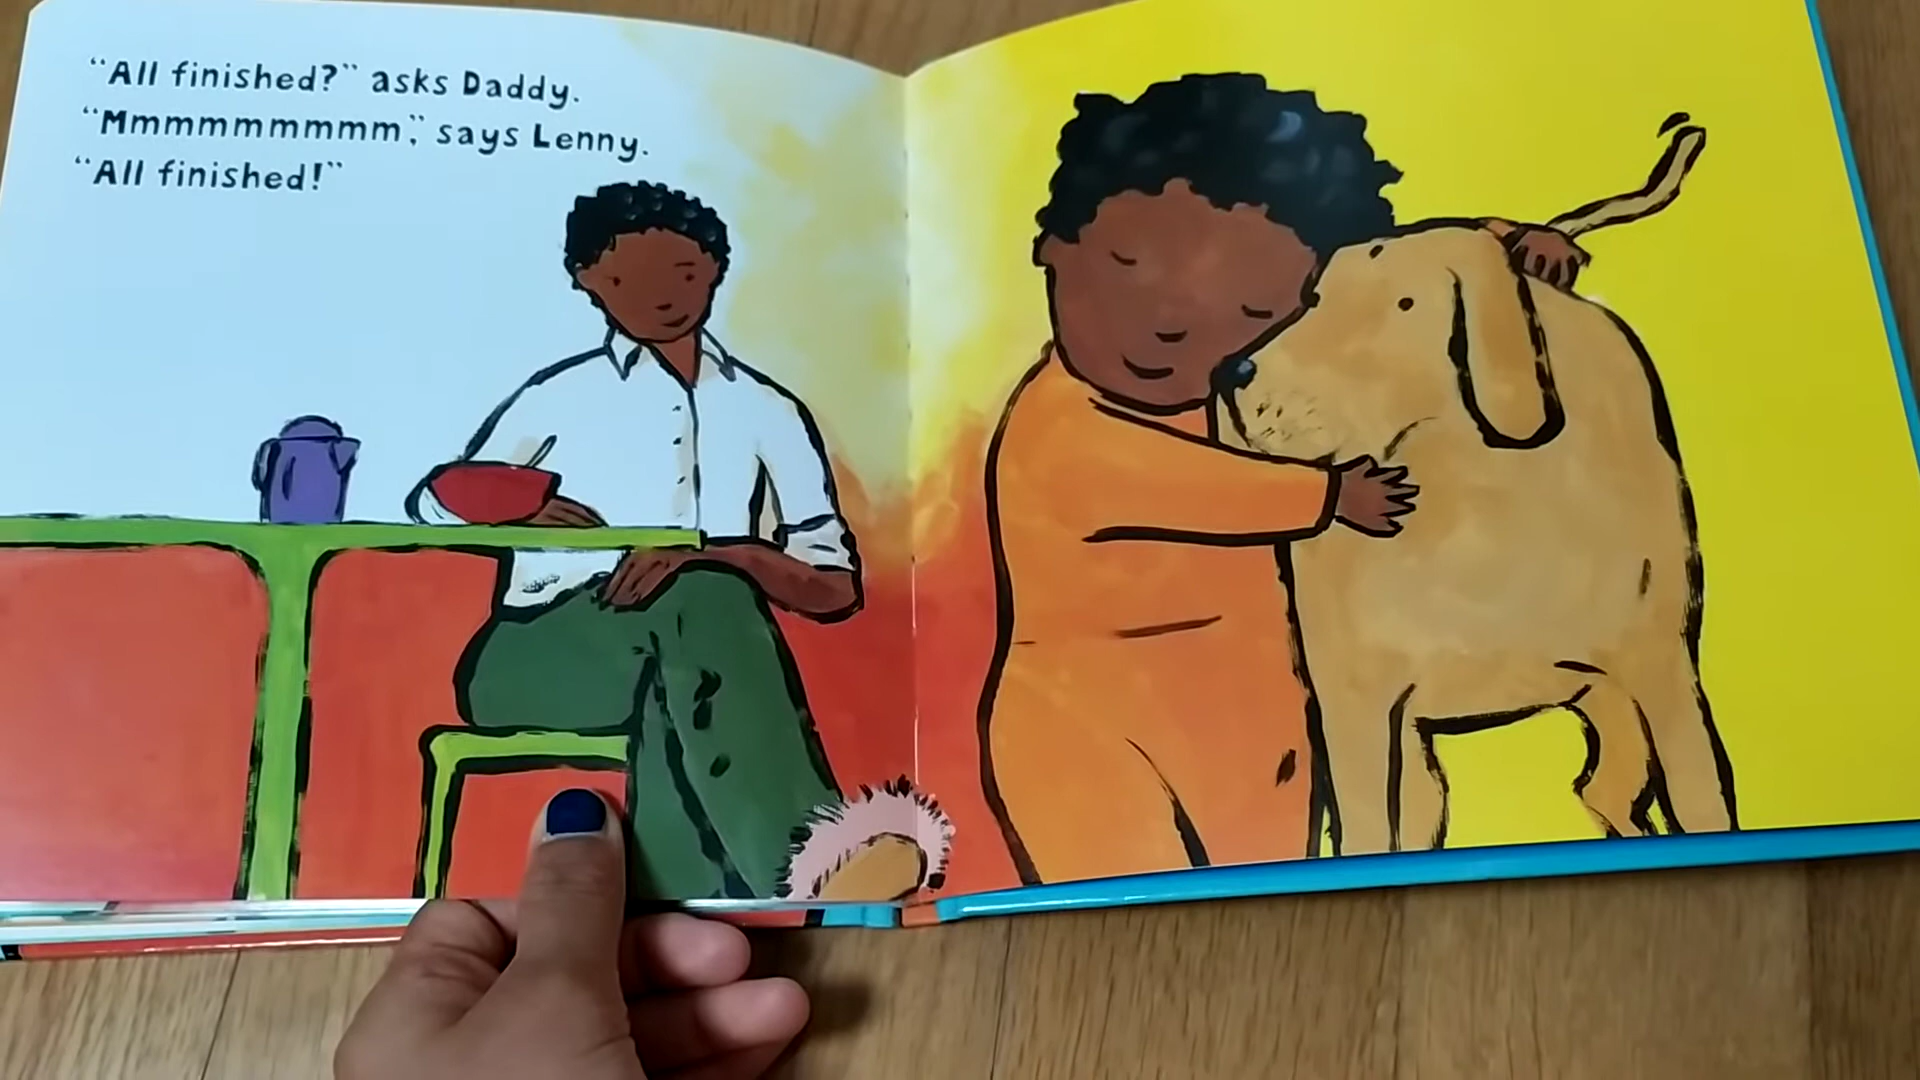 “All finished?” asks Daddy.
“Mmmmmmmmm,” says Lenny.
“All finished!”